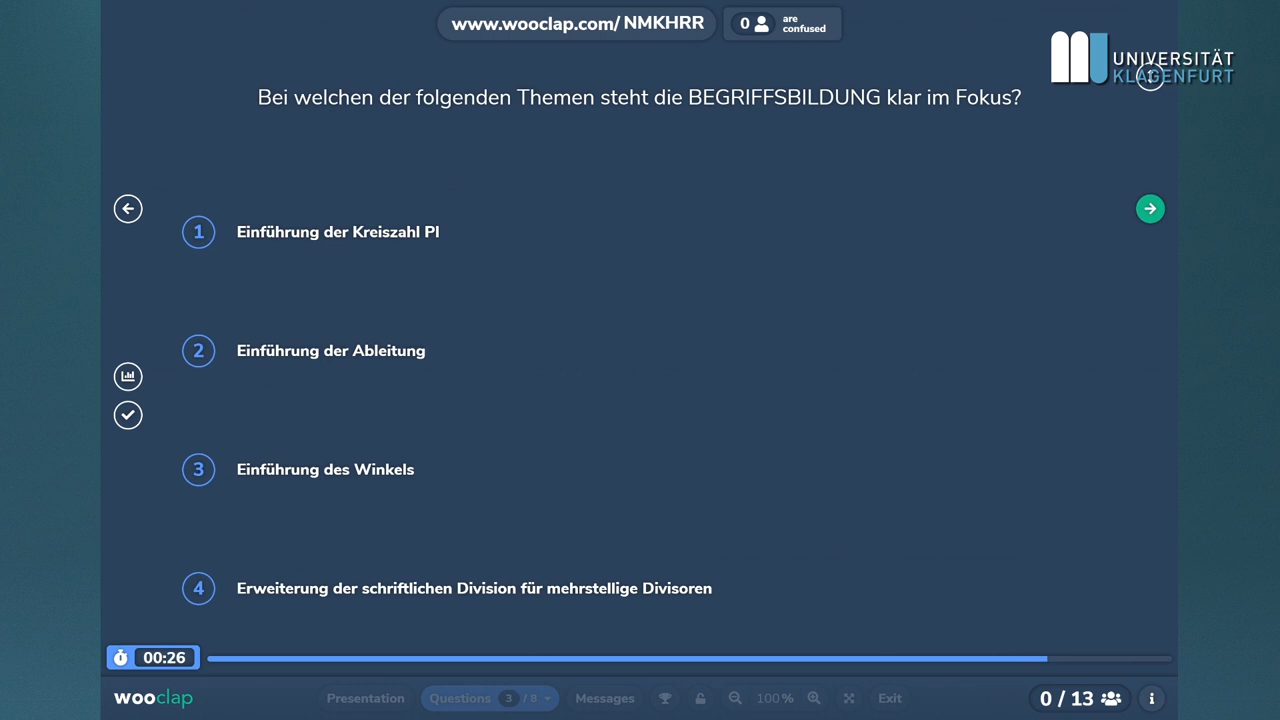 www.wooclap.com/ NMKHRR
0 are confused
UNIVERSITÄT
KLAGENFURT
Bei welchen der folgenden Themen steht die BEGRIFFSBILDUNG klar im Fokus?
1 Einführung der Kreiszahl PI
2 Einführung der Ableitung
3 Einführung des Winkels
4 Erweiterung der schriftlichen Division für mehrstellige Divisoren
00:26
wooclap Presentation Questions 3 / 8 Messages 100% Exit 0 / 13 i